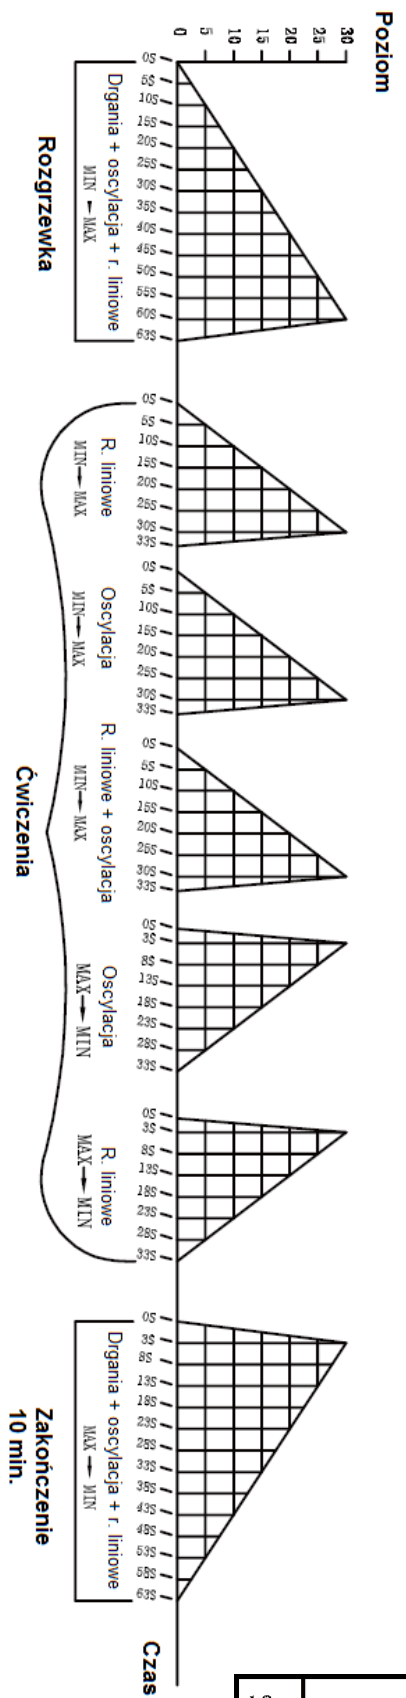 Poziom
30
25
20
15
10
5
0
0S 5S 10S 15S 20S 25S 30S 35S 40S 45S 50S 55S 60S 63S
0S 5S 10S 15S 20S 25S 30S 33S
0S 5S 10S 15S 20S 25S 30S 33S
0S 5S 10S 15S 20S 25S 30S 33S
0S 3S 8S 13S 18S 23S 28S 33S
0S 3S 8S 13S 18S 23S 28S 33S
0S 3S 8S 13S 18S 23S 28S 33S 38S 43S 48S 53S 58S 63S
Czas
Drgania + oscylacja + r. liniowe
MIN → MAX
R. liniowe
MIN → MAX
Oscylacja
MIN → MAX
R. liniowe + oscylacja
MIN → MAX
Oscylacja
MAX → MIN
R. liniowe
MAX → MIN
Drgania + oscylacja + r. liniowe
MAX → MIN
Rozgrzewka
Ćwiczenia
Zakończenie
10 min.